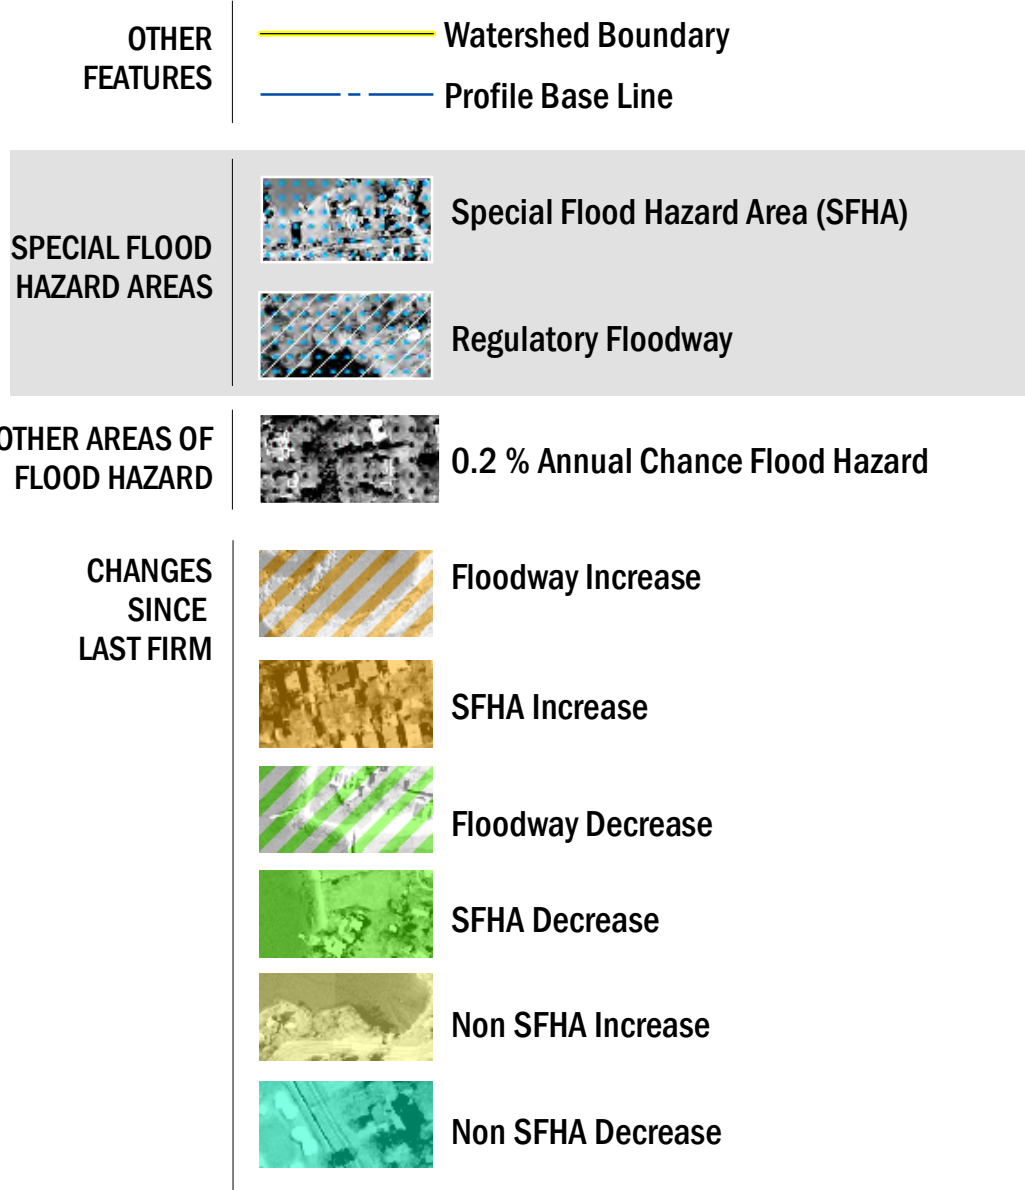 OTHER
FEATURES
Watershed Boundary
Profile Base Line
SPECIAL FLOOD
HAZARD AREAS
Special Flood Hazard Area (SFHA)
Regulatory Floodway
OTHER AREAS OF
FLOOD HAZARD
0.2 % Annual Chance Flood Hazard
CHANGES
SINCE
LAST FIRM
Floodway Increase
SFHA Increase
Floodway Decrease
SFHA Decrease
Non SFHA Increase
Non SFHA Decrease